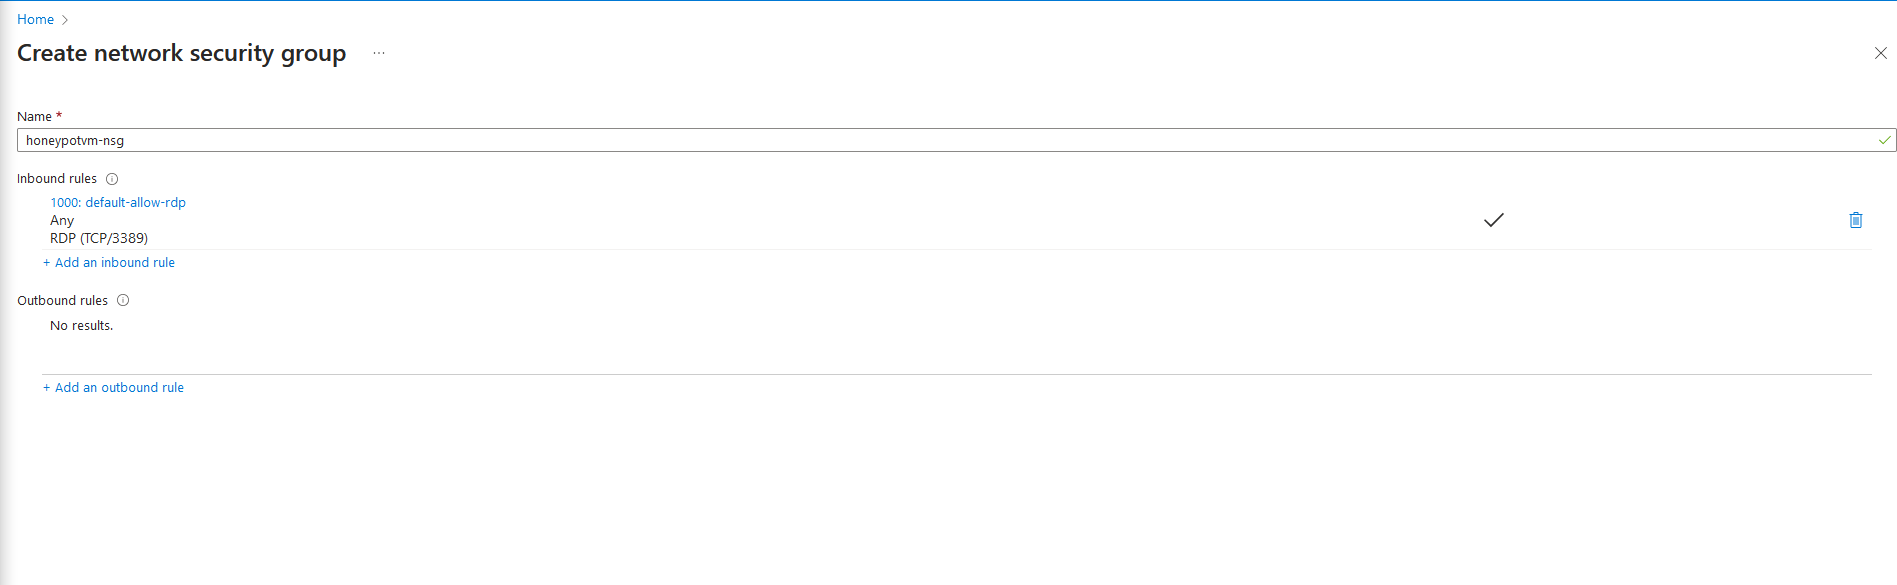 Home
Create network security group ...
Name *
honeypotvm-nsg
Inbound rules
1000: default-allow-rdp
Any
RDP (TCP/3389)
+ Add an inbound rule
Outbound rules
No results.
+ Add an outbound rule